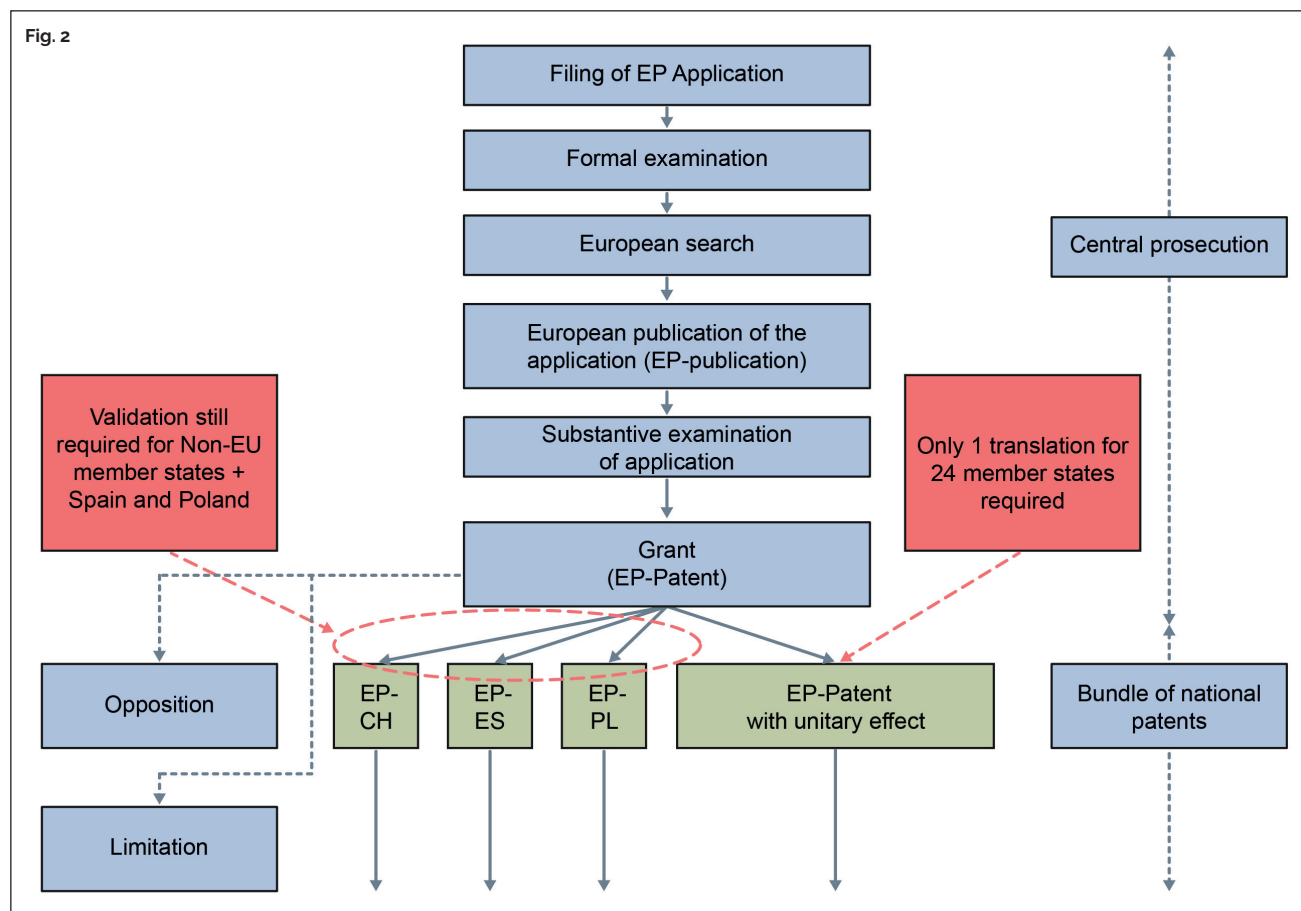 Fig. 2
Filing of EP Application
Formal examination
European search
Central prosecution
European publication of the
application (EP-publication)
Validation still
required for Non-EU
member states +
Spain and Poland
Substantive examination
of application
Only 1 translation for
24 member states
required
Grant
(EP-Patent)
Opposition
EP-
CH
EP-
ES
EP-
PL
EP-Patent
with unitary effect
Bundle of national
patents
Limitation